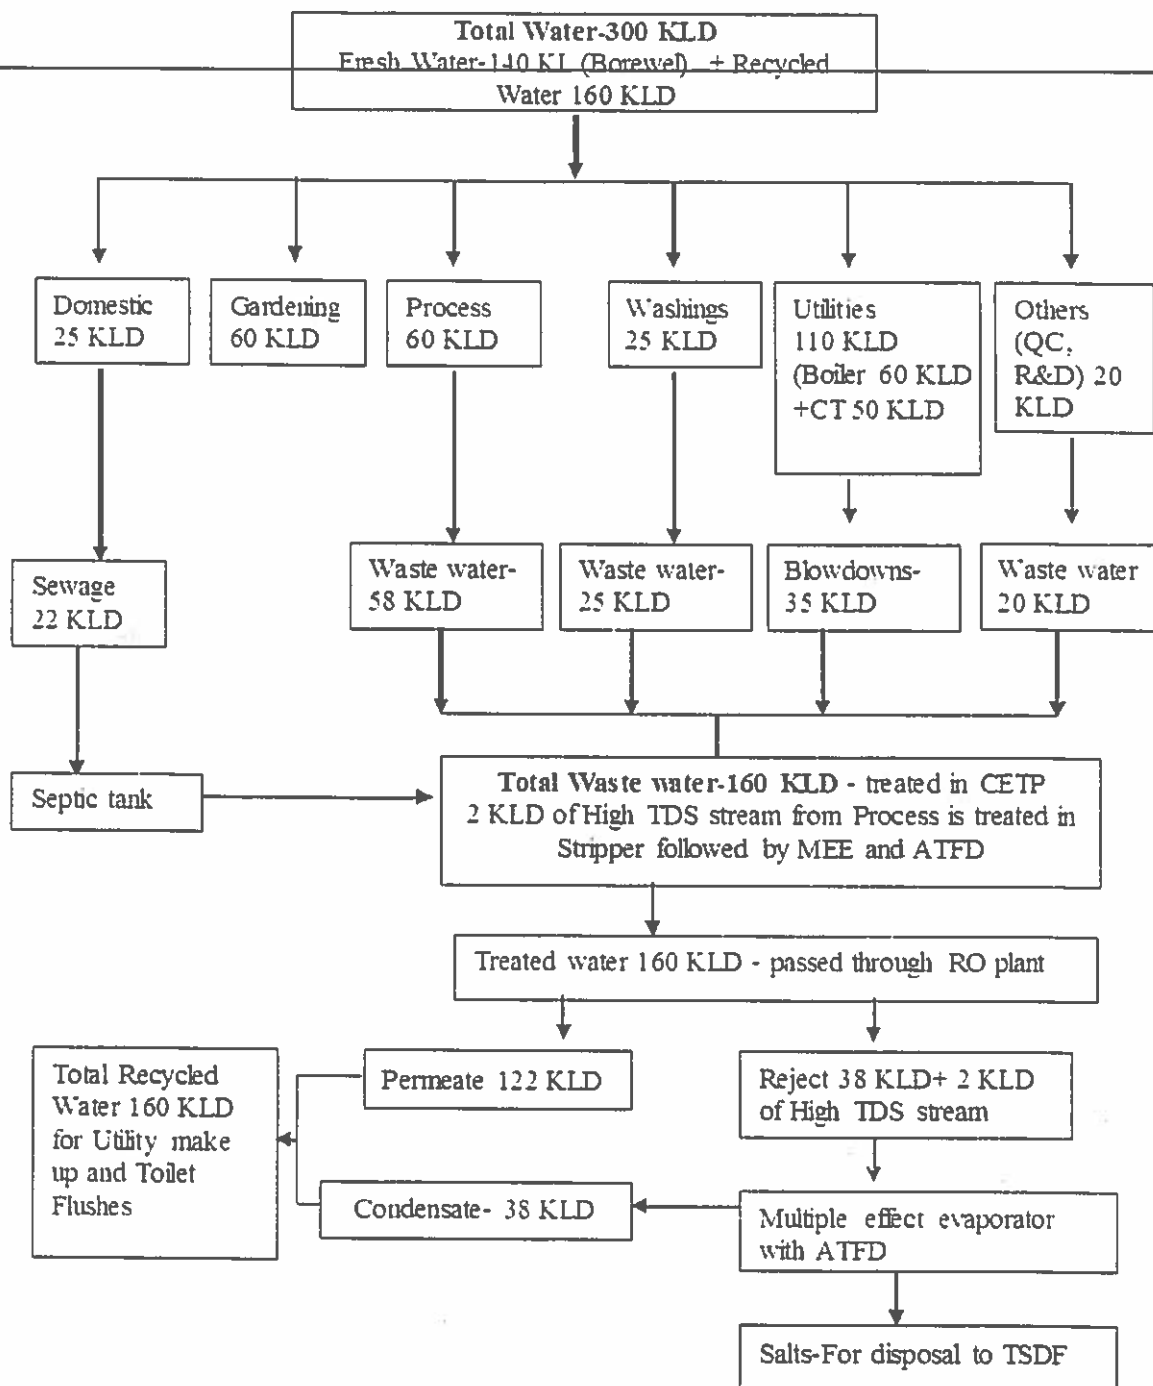 Total Water-300 KLD
Fresh Water-140 KL (Borewel) + Recycled
Water 160 KLD
Domestic
25 KLD
Gardening
60 KLD
Process
60 KLD
Washings
25 KLD
Utilities
110 KLD
(Boiler 60 KLD
+CT 50 KLD
Others
(QC,
R&D) 20
KLD
Sewage
22 KLD
Waste water-
58 KLD
Waste water-
25 KLD
Blowdowns-
35 KLD
Waste water
20 KLD
Septic tank
Total Waste water-160 KLD - treated in CETP
2 KLD of High TDS stream from Process is treated in
Stripper followed by MEE and ATFD
Treated water 160 KLD - passed through RO plant
Total Recycled
Water 160 KLD
for Utility make
up and Toilet
Flushes
Permeate 122 KLD
Reject 38 KLD+ 2 KLD
of High TDS stream
Condensate- 38 KLD
Multiple effect evaporator
with ATFD
Salts-For disposal to TSDF